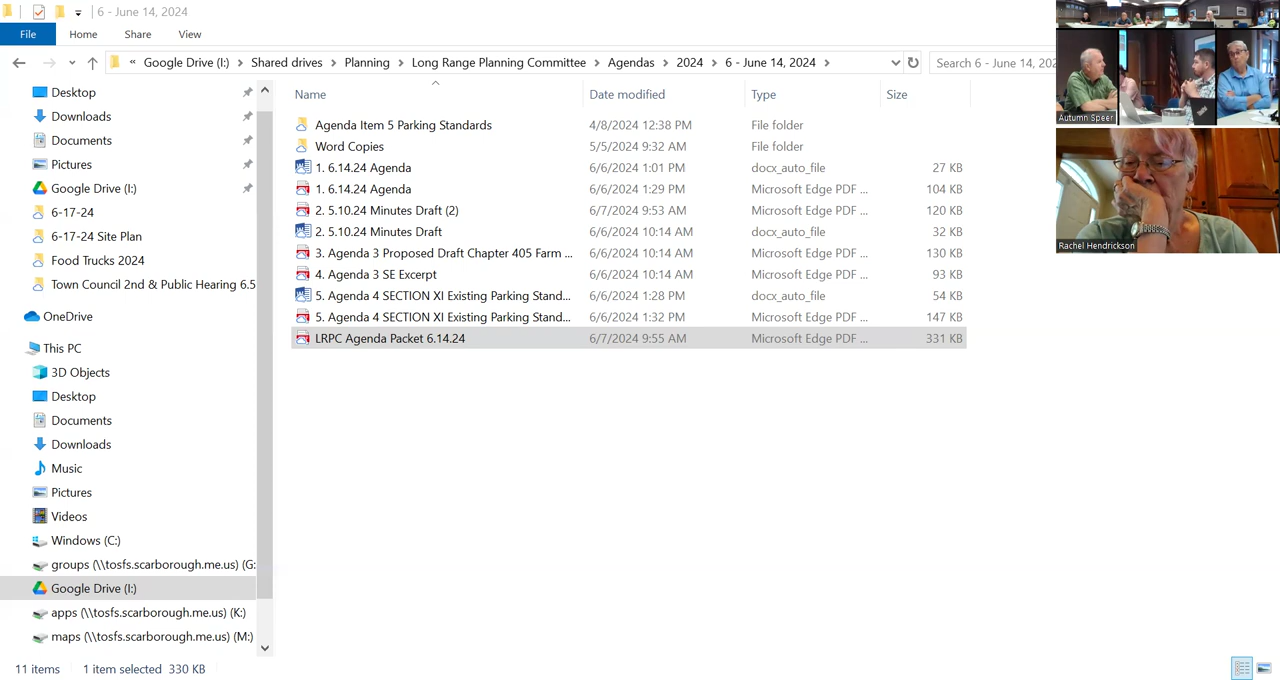 6 - June 14, 2024
File Home Share View
« Google Drive (I:) > Shared drives > Planning > Long Range Planning Committee > Agendas > 2024 > 6 - June 14, 2024 >
Search 6 - June 14, 202
Name Date modified Type Size
Agenda Item 5 Parking Standards 4/8/2024 12:38 PM File folder
Word Copies 5/5/2024 9:32 AM File folder
1. 6.14.24 Agenda 6/6/2024 1:01 PM docx_auto_file 27 KB
1. 6.14.24 Agenda 6/6/2024 1:29 PM Microsoft Edge PDF ... 104 KB
2. 5.10.24 Minutes Draft (2) 6/7/2024 9:53 AM Microsoft Edge PDF ... 120 KB
2. 5.10.24 Minutes Draft 6/6/2024 10:14 AM docx_auto_file 32 KB
3. Agenda 3 Proposed Draft Chapter 405 Farm ... 6/6/2024 10:14 AM Microsoft Edge PDF ... 130 KB
4. Agenda 3 SE Excerpt 6/6/2024 10:14 AM Microsoft Edge PDF ... 93 KB
5. Agenda 4 SECTION XI Existing Parking Stand... 6/6/2024 1:28 PM docx_auto_file 54 KB
5. Agenda 4 SECTION XI Existing Parking Stand... 6/6/2024 1:32 PM Microsoft Edge PDF ... 147 KB
LRPC Agenda Packet 6.14.24 6/7/2024 9:55 AM Microsoft Edge PDF ... 331 KB
Desktop
Downloads
Documents
Pictures
Google Drive (I:)
6-17-24
6-17-24 Site Plan
Food Trucks 2024
Town Council 2nd & Public Hearing 6.5
OneDrive
This PC
3D Objects
Desktop
Documents
Downloads
Music
Pictures
Videos
Windows (C:)
groups (\\tosfs.scarborough.me.us) (G:
Google Drive (I:)
apps (\\tosfs.scarborough.me.us) (K:)
maps (\\tosfs.scarborough.me.us) (M:)
11 items 1 item selected 330 KB
Autumn Speer
Rachel Hendrickson